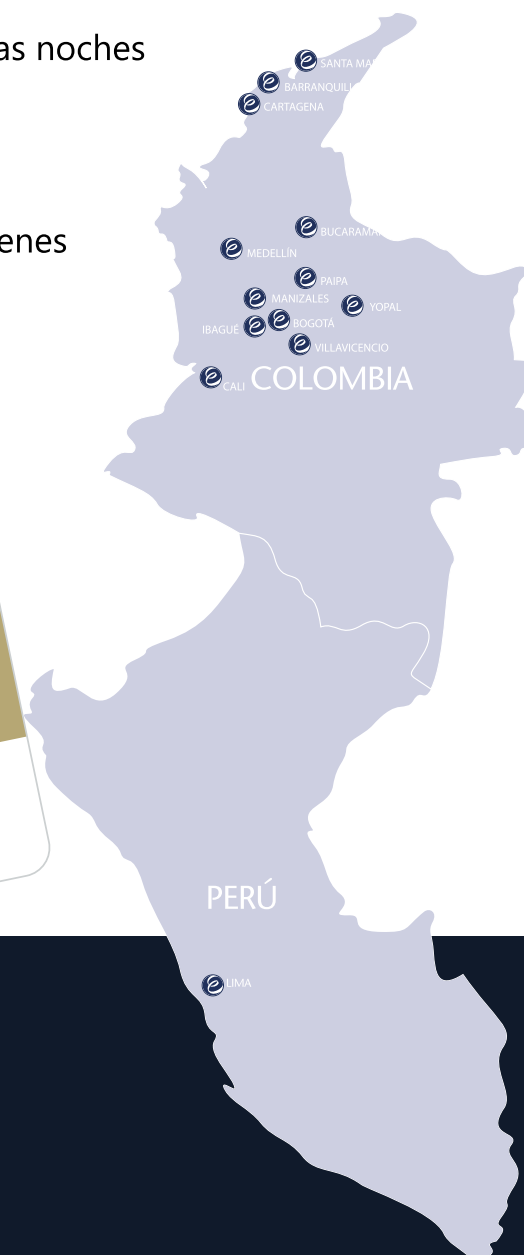 as noches
SANTA MA
BARRANQUILL
CARTAGENA
enes
BUCARAMA
MEDELLÍN
PAIPA
MANIZALES
YOPAL
BOGOTÁ
IBAGUÉ
VILLAVICENCIO
CALI COLOMBIA
PERÚ
LIMA